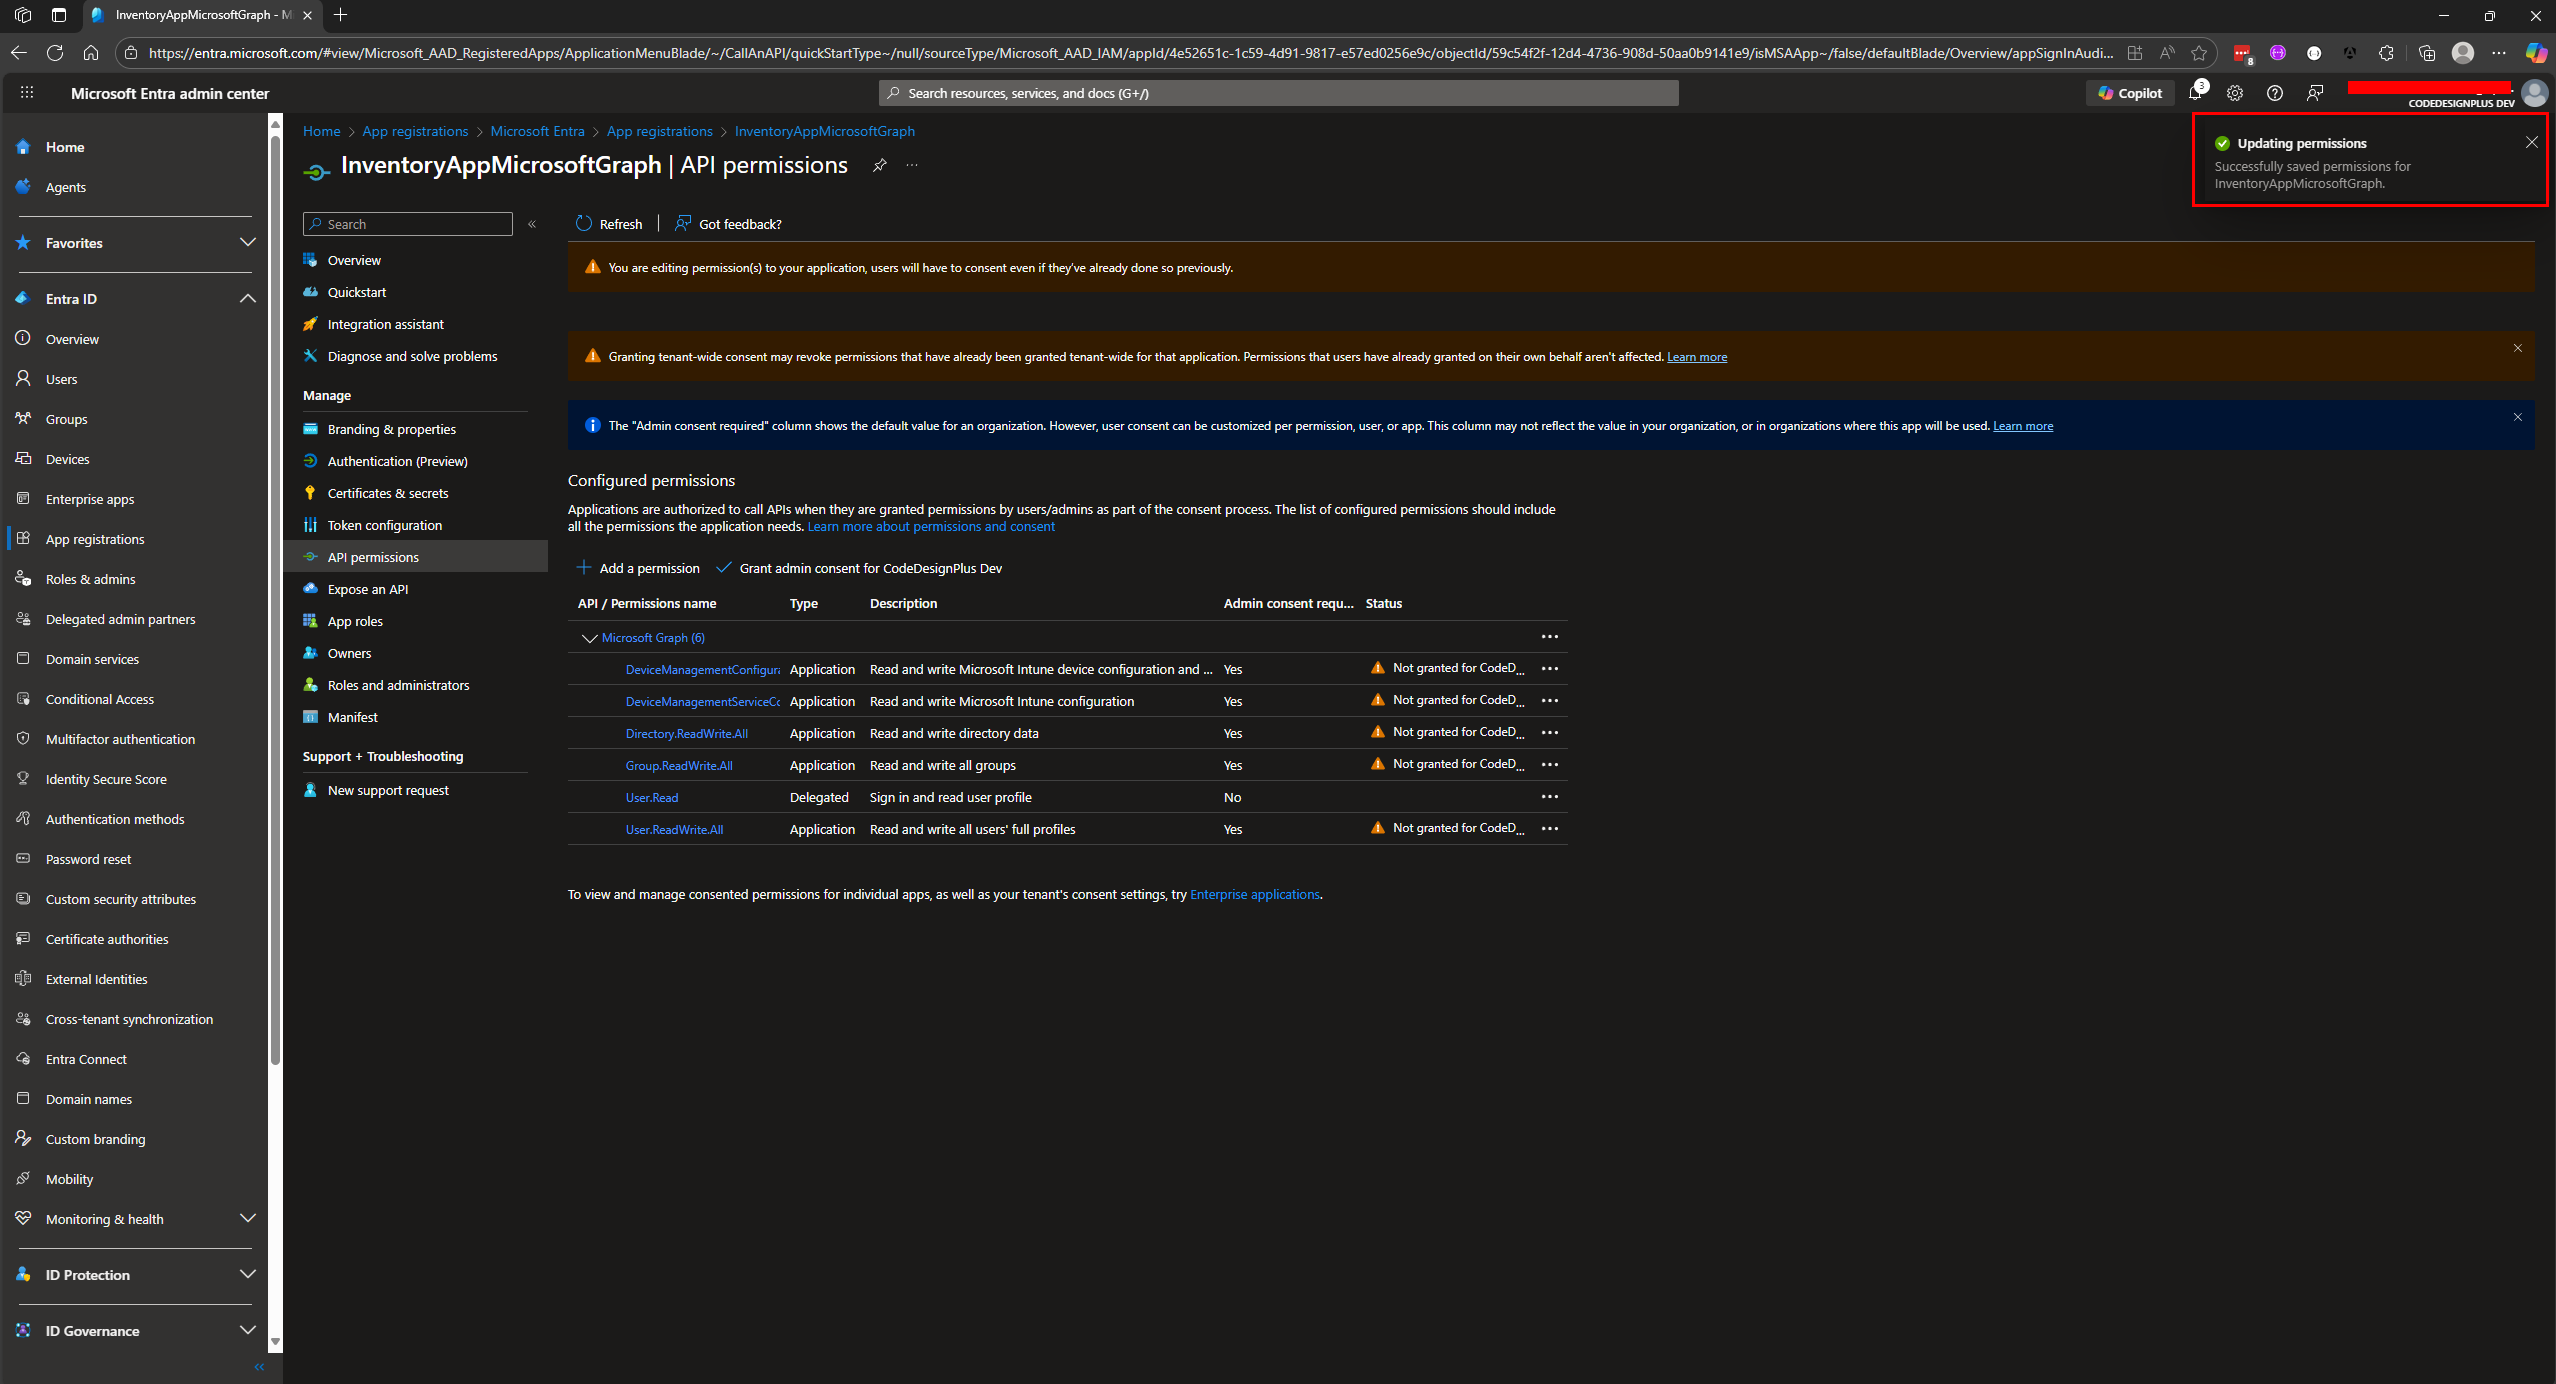 InventoryAppMicrosoftGraph - M
https://entra.microsoft.com/#view/Microsoft_AAD_RegisteredApps/ApplicationMenuBlade/~/CallAnAPI/quickStartType~/null/sourceType/Microsoft_AAD_IAM/appId/4e52651c-1c59-4d91-9817-e57ed0256e9c/objectId/59c54f2f-12d4-4736-908d-50aa0b9141e9/isMSAApp~/false/defaultBlade/Overview/appSignInAudi...
8
Microsoft Entra admin center
Search resources, services, and docs (G+/)
Copilot
3
CODEDESIGNPLUS DEV
Home
Agents
Favorites
Entra ID
Overview
Users
Groups
Devices
Enterprise apps
App registrations
Roles & admins
Delegated admin partners
Domain services
Conditional Access
Multifactor authentication
Identity Secure Score
Authentication methods
Password reset
Custom security attributes
Certificate authorities
External Identities
Cross-tenant synchronization
Entra Connect
Domain names
Custom branding
Mobility
Monitoring & health
ID Protection
ID Governance
Home > App registrations > Microsoft Entra > App registrations > InventoryAppMicrosoftGraph
InventoryAppMicrosoftGraph | API permissions
Updating permissions
Successfully saved permissions for
InventoryAppMicrosoftGraph.
Search
Overview
Quickstart
Integration assistant
Diagnose and solve problems
Manage
Branding & properties
Authentication (Preview)
Certificates & secrets
Token configuration
API permissions
Expose an API
App roles
Owners
Roles and administrators
Manifest
Support + Troubleshooting
New support request
Refresh | Got feedback?
You are editing permission(s) to your application, users will have to consent even if they've already done so previously.
Granting tenant-wide consent may revoke permissions that have already been granted tenant-wide for that application. Permissions that users have already granted on their own behalf aren't affected. Learn more
The "Admin consent required" column shows the default value for an organization. However, user consent can be customized per permission, user, or app. This column may not reflect the value in your organization, or in organizations where this app will be used. Learn more
Configured permissions
Applications are authorized to call APIs when they are granted permissions by users/admins as part of the consent process. The list of configured permissions should include
all the permissions the application needs. Learn more about permissions and consent
Add a permission Grant admin consent for CodeDesignPlus Dev
API / Permissions name Type Description Admin consent requ... Status
Microsoft Graph (6)
DeviceManagementConfigura Application Read and write Microsoft Intune device configuration and ... Yes Not granted for CodeD...
DeviceManagementServiceCo Application Read and write Microsoft Intune configuration Yes Not granted for CodeD...
Directory.ReadWrite.All Application Read and write directory data Yes Not granted for CodeD...
Group.ReadWrite.All Application Read and write all groups Yes Not granted for CodeD...
User.Read Delegated Sign in and read user profile No
User.ReadWrite.All Application Read and write all users' full profiles Yes Not granted for CodeD...
To view and manage consented permissions for individual apps, as well as your tenant's consent settings, try Enterprise applications.